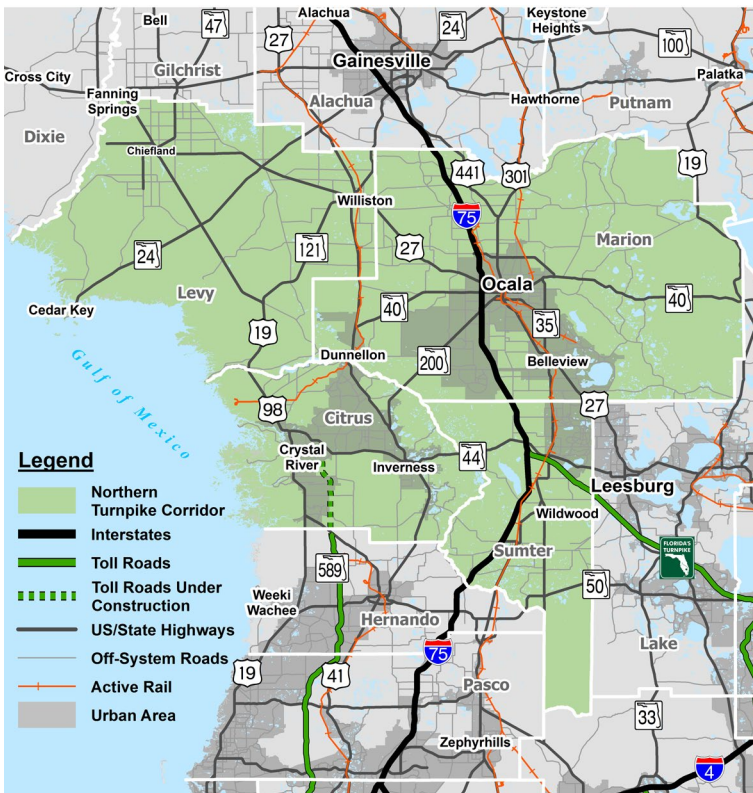 Alachua
Bell
47
27
24
Keystone
Heights
100
Cross City
Gilchrist
Gainesville
Palatka
Fanning
Springs
Alachua
Hawthorne
Putnam
Dixie
Chiefland
441
301
19
Williston
75
24
121
27
Marion
Levy
Ocala
40
40
Cedar Key
19
35
Dunnellon
200
Belleview
Gulf of Mexico
98
Citrus
27
Crystal
River
Inverness
44
Leesburg
Wildwood
Sumter
FLORIDA'S
TURNPIKE
589
50
Weeki
Wachee
Hernando
Lake
75
19
41
Pasco
33
Zephyrhills
4
Legend
Northern
Turnpike Corridor
Interstates
Toll Roads
Toll Roads Under
Construction
US/State Highways
Off-System Roads
Active Rail
Urban Area